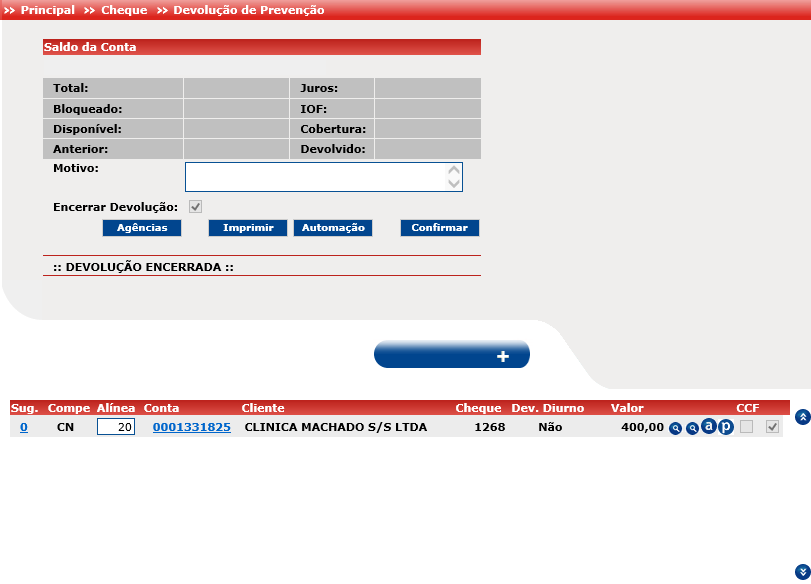 >> Principal >> Cheque >> Devolução de Prevenção
Saldo da Conta
Total: Juros:
Bloqueado: IOF:
Disponível: Cobertura:
Anterior: Devolvido:
Motivo:
Encerrar Devolução:
Agências Imprimir Automação Confirmar
:: DEVOLUÇÃO ENCERRADA ::
+
Sug. Compe Alínea Conta Cliente Cheque Dev. Diurno Valor CCF
0 CN 20 0001331825 CLINICA MACHADO S/S LTDA 1268 Não 400,00 a p